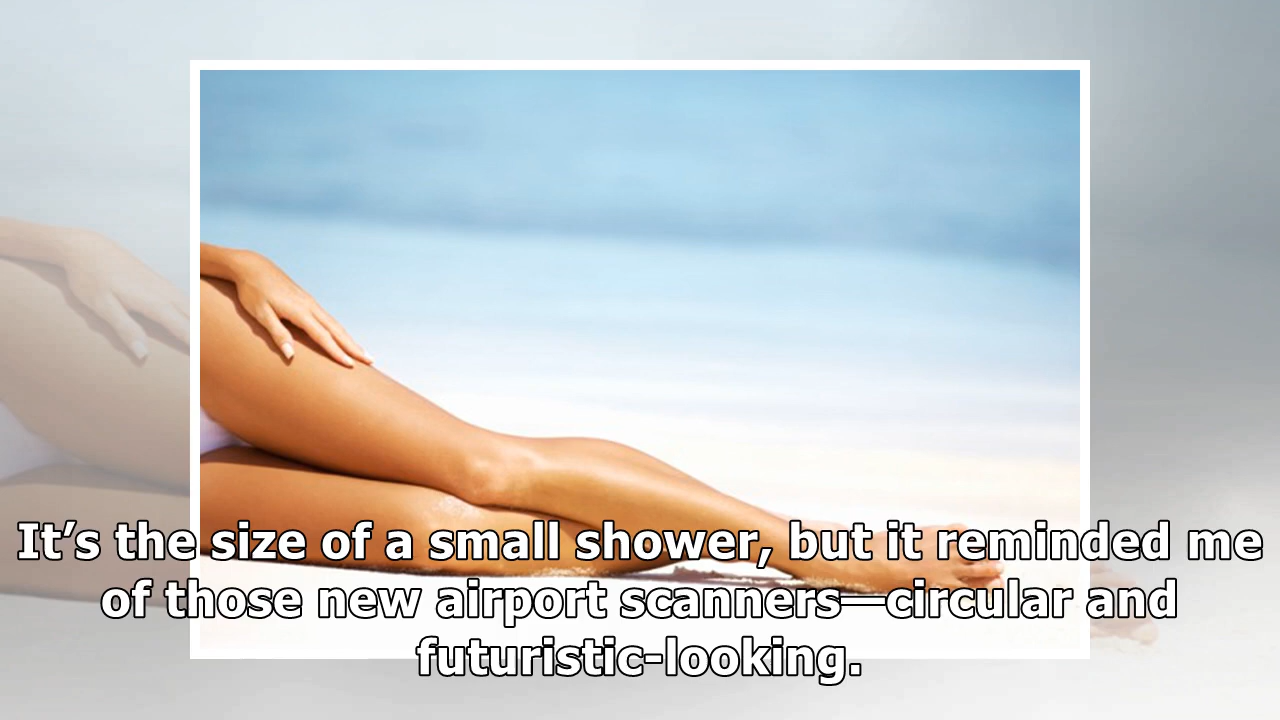 It’s the size of a small shower, but it reminded me
of those new airport scanners—circular and
futuristic-looking.